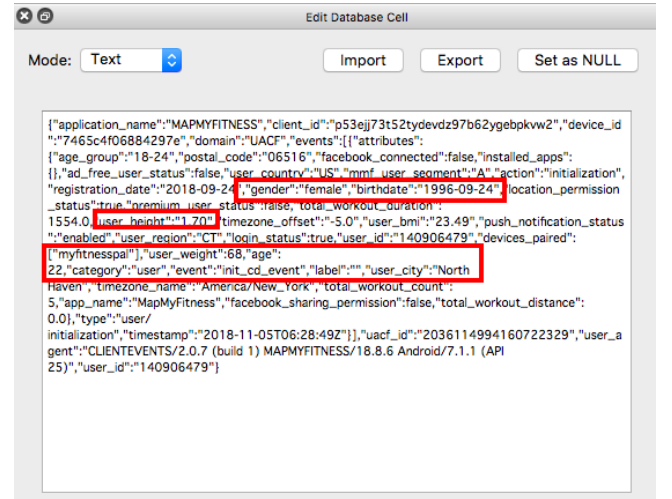 Edit Database Cell
Mode: Text Import Export Set as NULL
{"application_name":"MAPMYFITNESS","client_id":"p53ejj73t52tydevdz97b62ygebpkvw2","device_id
":"7465c4f06884297e","domain":"UACF","events":[{"attributes":
{"age_group":"18-24","postal_code":"06516","facebook_connected":false,"installed_apps":
{},"ad_free_user_status":false,"user_country":"US","mmf_user_segment":"A","action":"initialization",
"registration_date":"2018-09-24","gender":"female","birthdate":"1996-09-24","location_permission
_status":true,"premium_user_status":false,"total_workout_duration":
1554.0,"user_height":"1.70","timezone_offset":"-5.0","user_bmi":"23.49","push_notification_status
":"enabled","user_region":"CT","login_status":true,"user_id":"140906479","devices_paired":
["myfitnesspal"],"user_weight":68,"age":
22,"category":"user","event":"init_cd_event","label":"","user_city":"North
Haven","timezone_name":"America/New_York","total_workout_count":
5,"app_name":"MapMyFitness","facebook_sharing_permission":false,"total_workout_distance":
0.0},"type":"user/
initialization","timestamp":"2018-11-05T06:28:49Z"}],"uacf_id":"2036114994160722329","user_a
gent":"CLIENTEVENTS/2.0.7 (build 1) MAPMYFITNESS/18.8.6 Android/7.1.1 (API
25)","user_id":"140906479"}